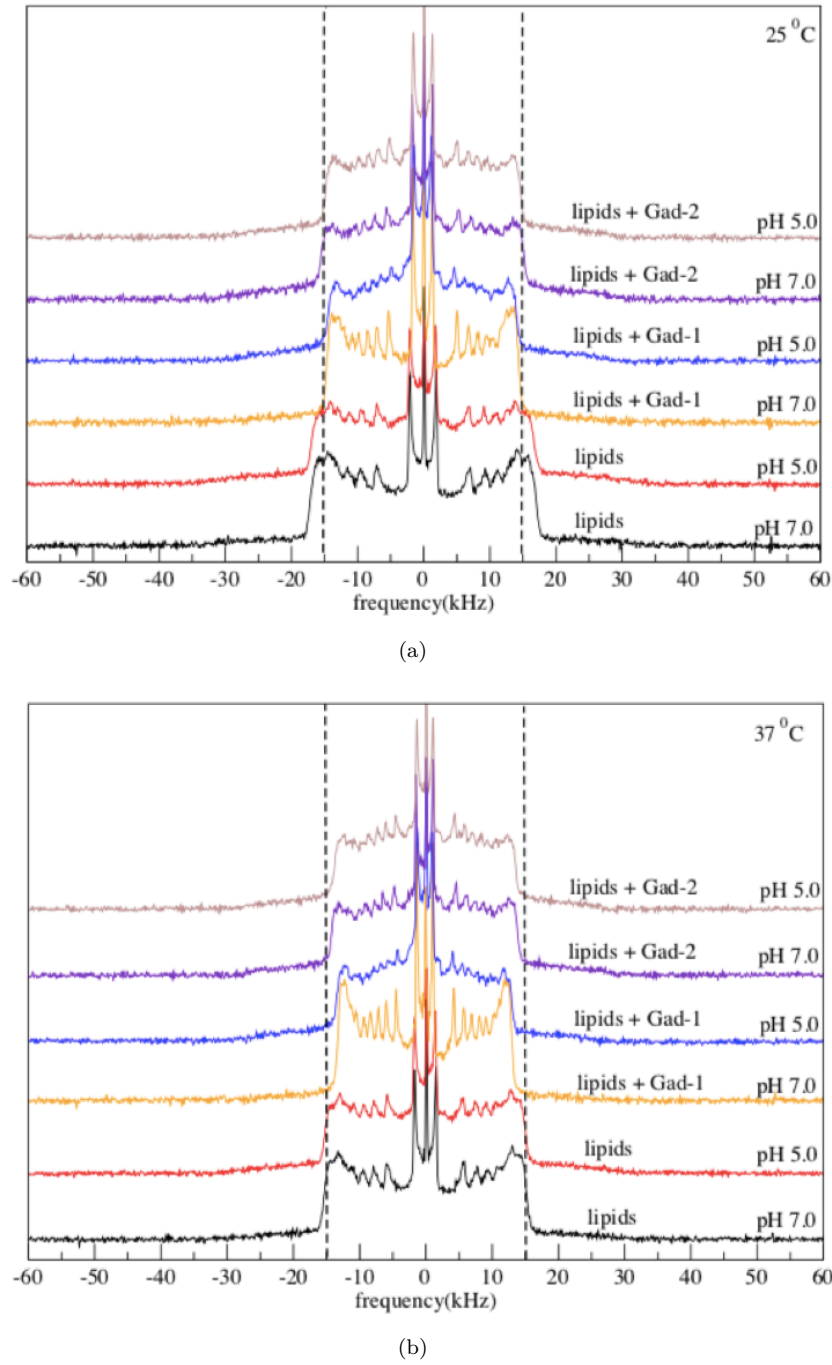 25 °C
lipids + Gad-2 pH 5.0
lipids + Gad-2 pH 7.0
lipids + Gad-1 pH 5.0
lipids + Gad-1 pH 7.0
lipids pH 5.0
lipids pH 7.0
-60 -50 -40 -30 -20 -10 0 10 20 30 40 50 60
frequency(kHz)
(a)
37 °C
lipids + Gad-2 pH 5.0
lipids + Gad-2 pH 7.0
lipids + Gad-1 pH 5.0
lipids + Gad-1 pH 7.0
lipids pH 5.0
lipids pH 7.0
-60 -50 -40 -30 -20 -10 0 10 20 30 40 50 60
frequency(kHz)
(b)